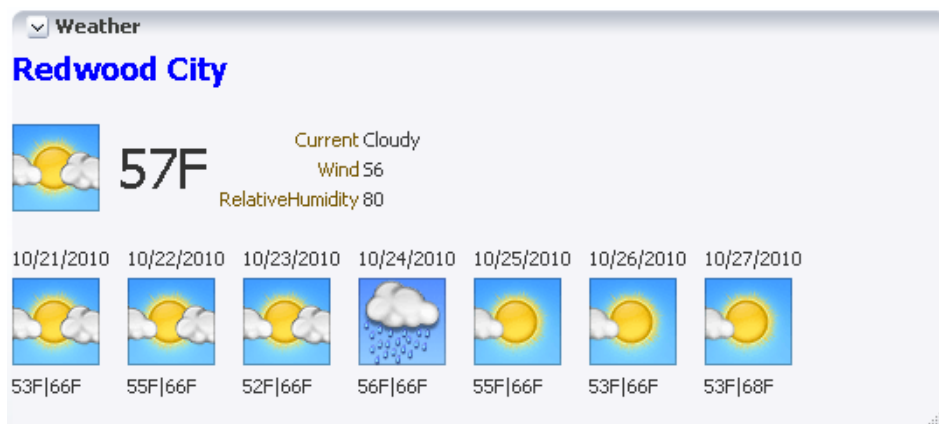 Weather
Redwood City
57F
Current Cloudy
Wind S6
RelativeHumidity 80
10/21/2010 10/22/2010 10/23/2010 10/24/2010 10/25/2010 10/26/2010 10/27/2010
53F|66F 55F|66F 52F|66F 56F|66F 55F|66F 53F|66F 53F|68F